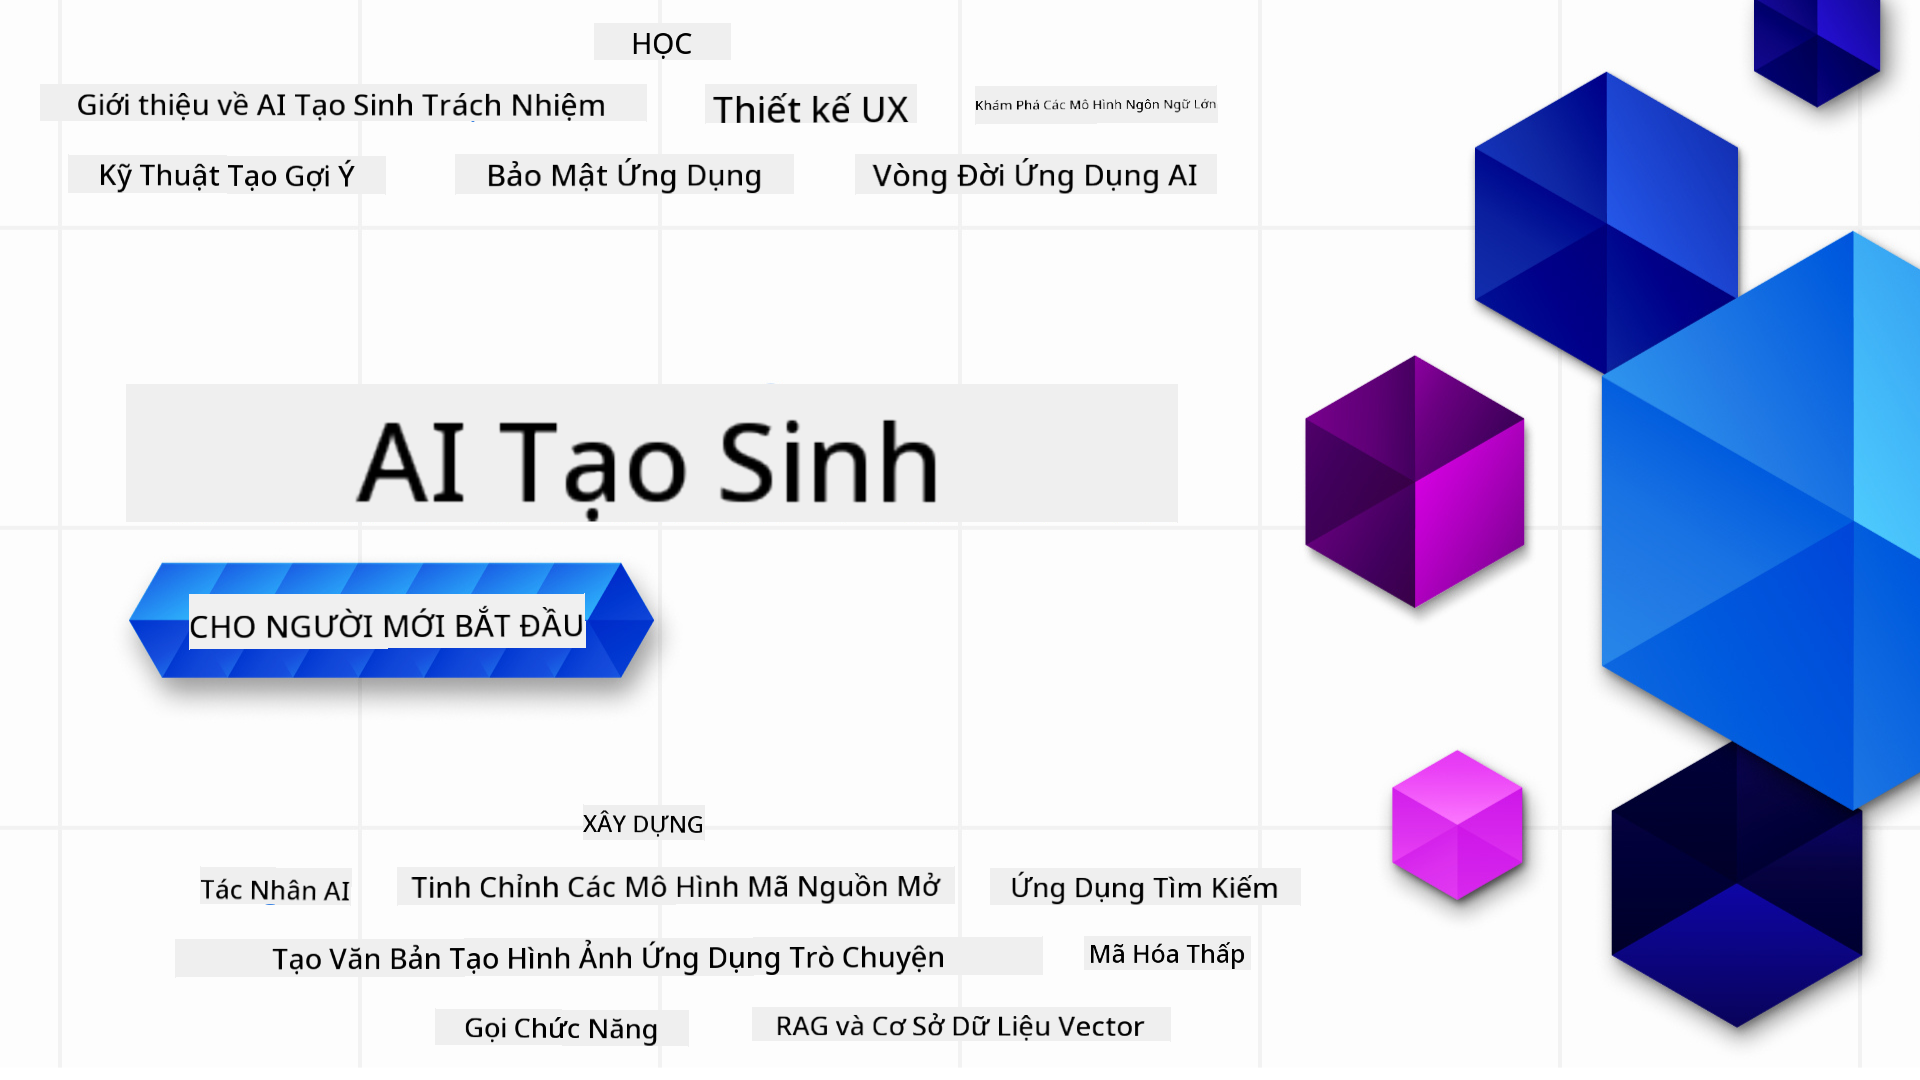 HỌC
Giới thiệu về AI Tạo Sinh Trách Nhiệm
Thiết kế UX
Khám Phá Các Mô Hình Ngôn Ngữ Lớn
Kỹ Thuật Tạo Gợi Ý
Bảo Mật Ứng Dụng
Vòng Đời Ứng Dụng AI
AI Tạo Sinh
CHO NGƯỜI MỚI BẮT ĐẦU
XÂY DỰNG
Tác Nhân AI
Tinh Chỉnh Các Mô Hình Mã Nguồn Mở
Ứng Dụng Tìm Kiếm
Tạo Văn Bản Tạo Hình Ảnh Ứng Dụng Trò Chuyện
Mã Hóa Thấp
Gọi Chức Năng
RAG và Cơ Sở Dữ Liệu Vector